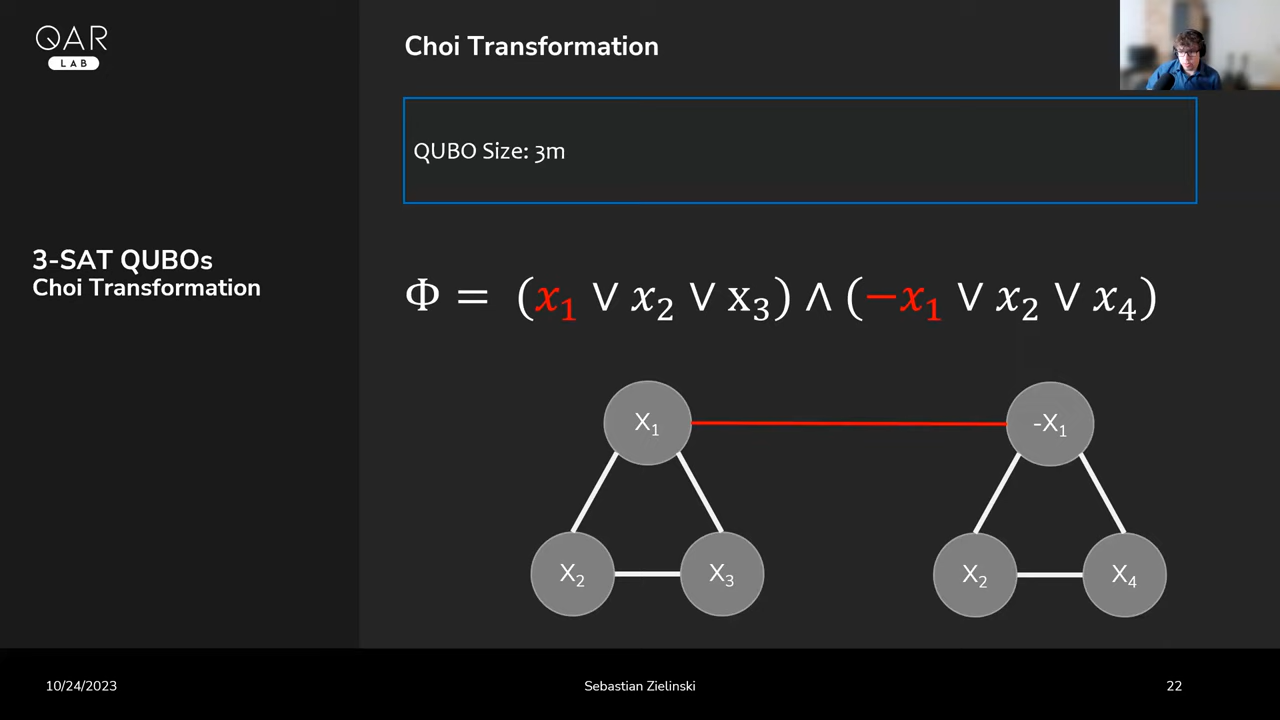 QAR
LAB
Choi Transformation
QUBO Size: 3m
3-SAT QUBOs
Choi Transformation
Φ = (x₁ ∨ x₂ ∨ x₃) ∧ (−x₁ ∨ x₂ ∨ x₄)
X₁
-X₁
X₂
X₃
X₂
X₄
10/24/2023
Sebastian Zielinski
22